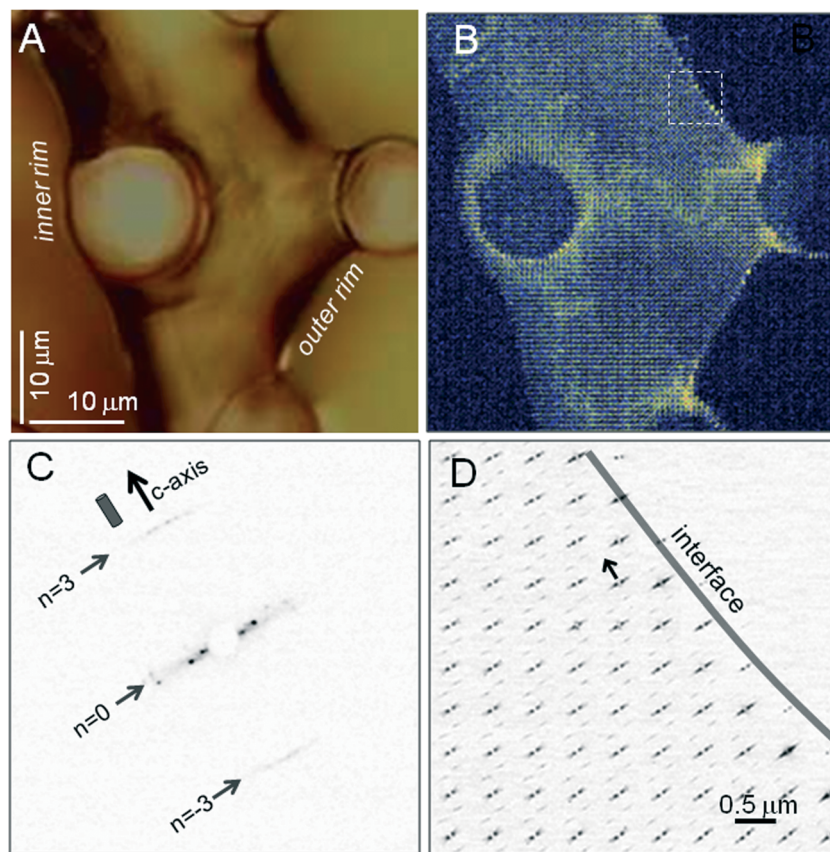 A
inner rim
outer rim
10 μm
10 μm
B
B
C
c-axis
n=3
n=0
n=-3
D
interface
0.5 μm